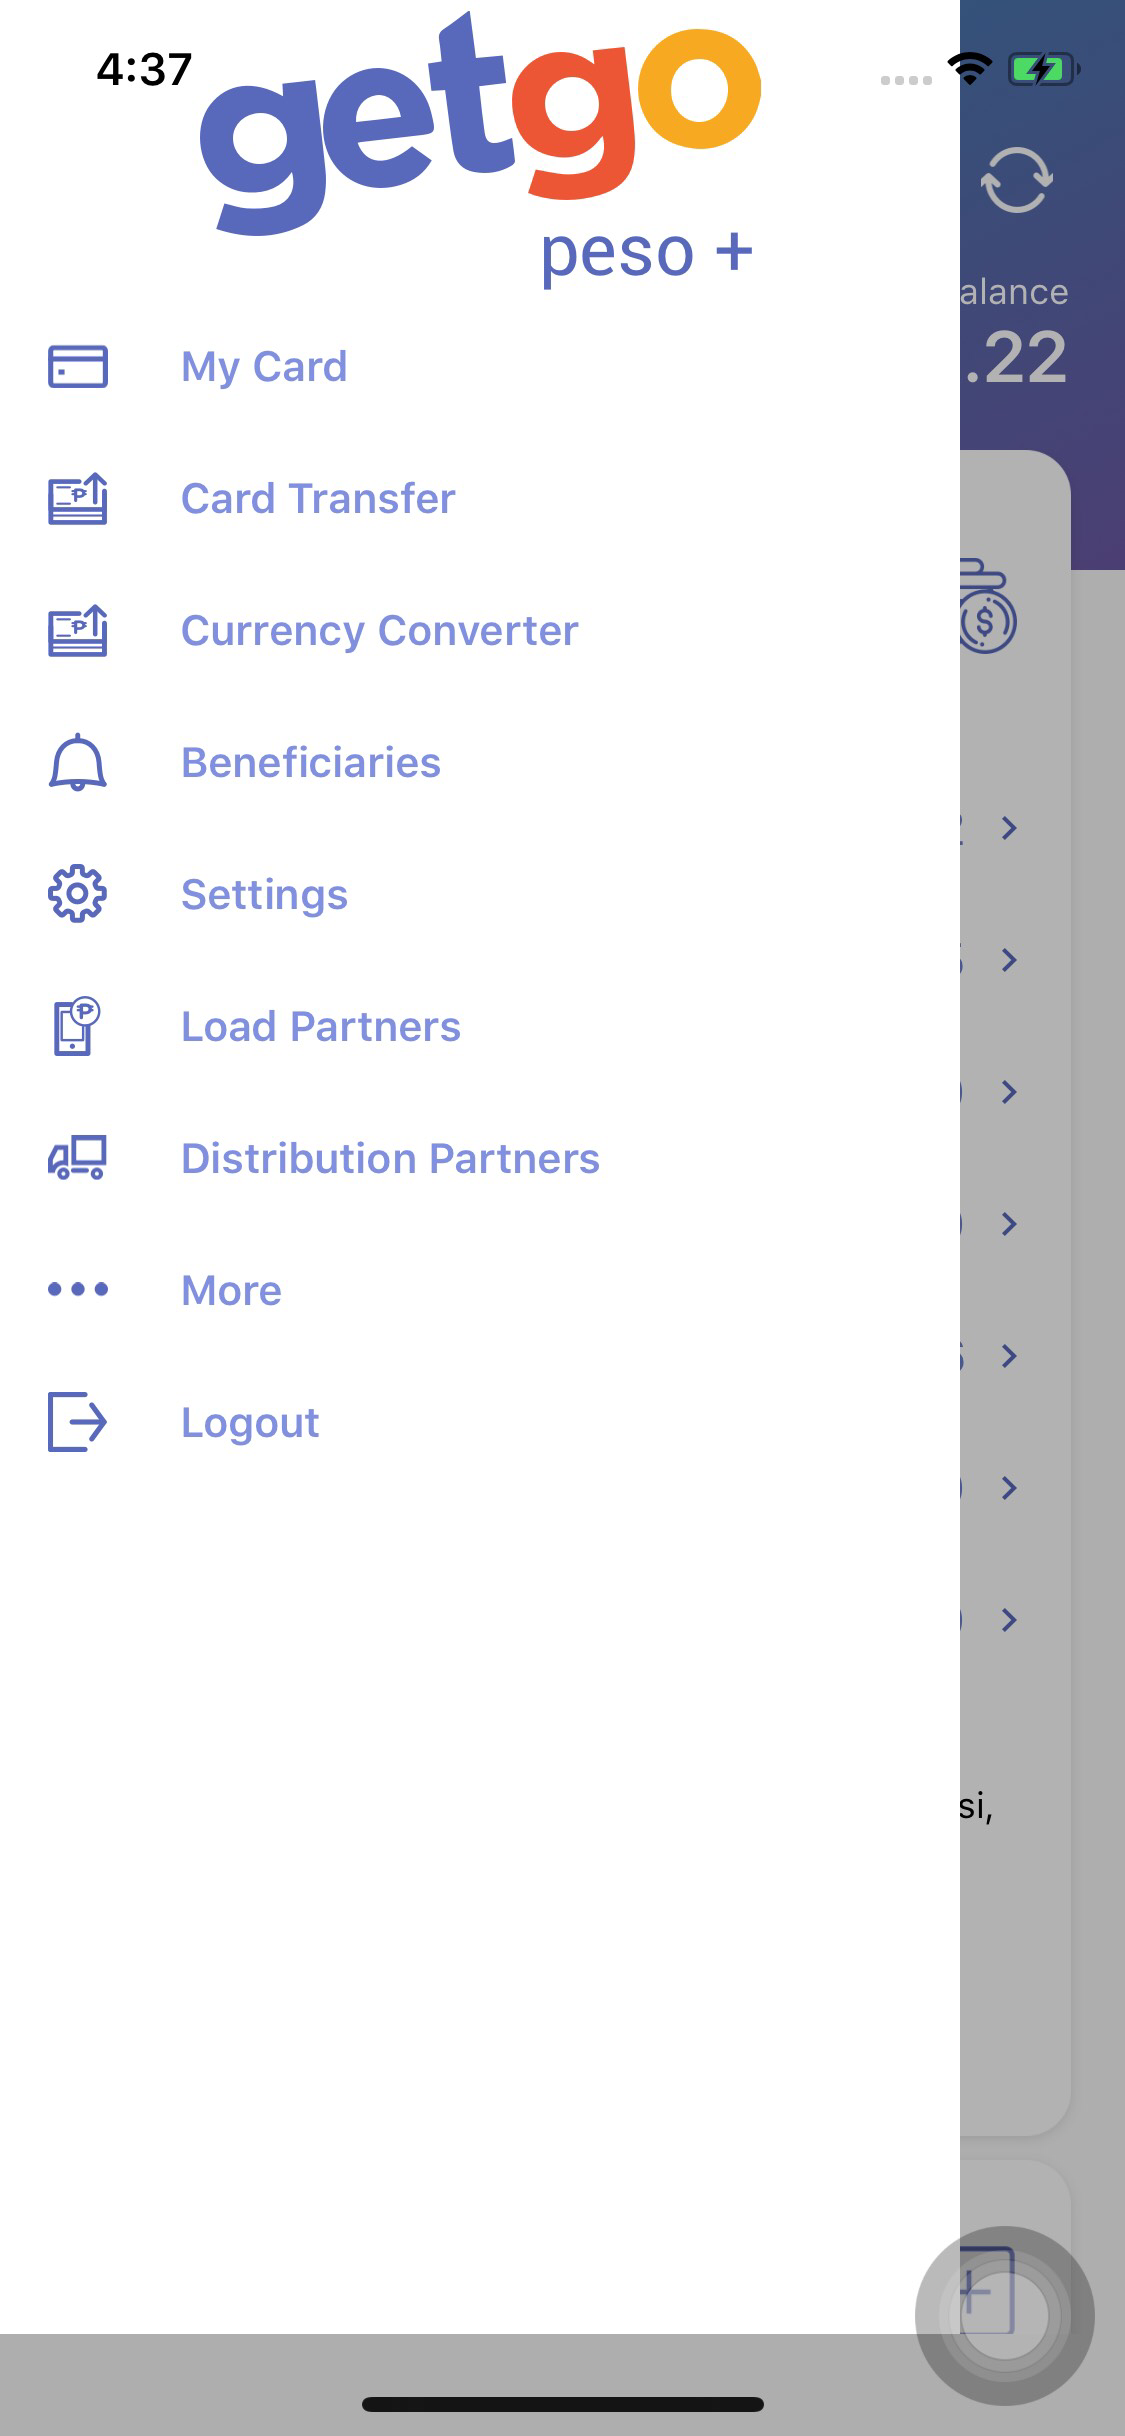 4:37
getgo
peso +
alance
.22
My Card
Card Transfer
Currency Converter
Beneficiaries
Settings
Load Partners
Distribution Partners
More
Logout
si,